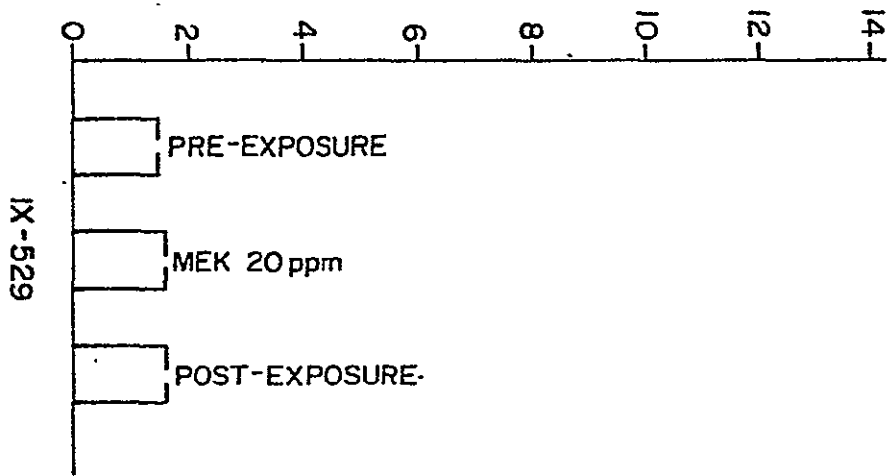 0 2 4 6 8 10 12 14
PRE-EXPOSURE
MEK 20 ppm
POST-EXPOSURE
IX-529